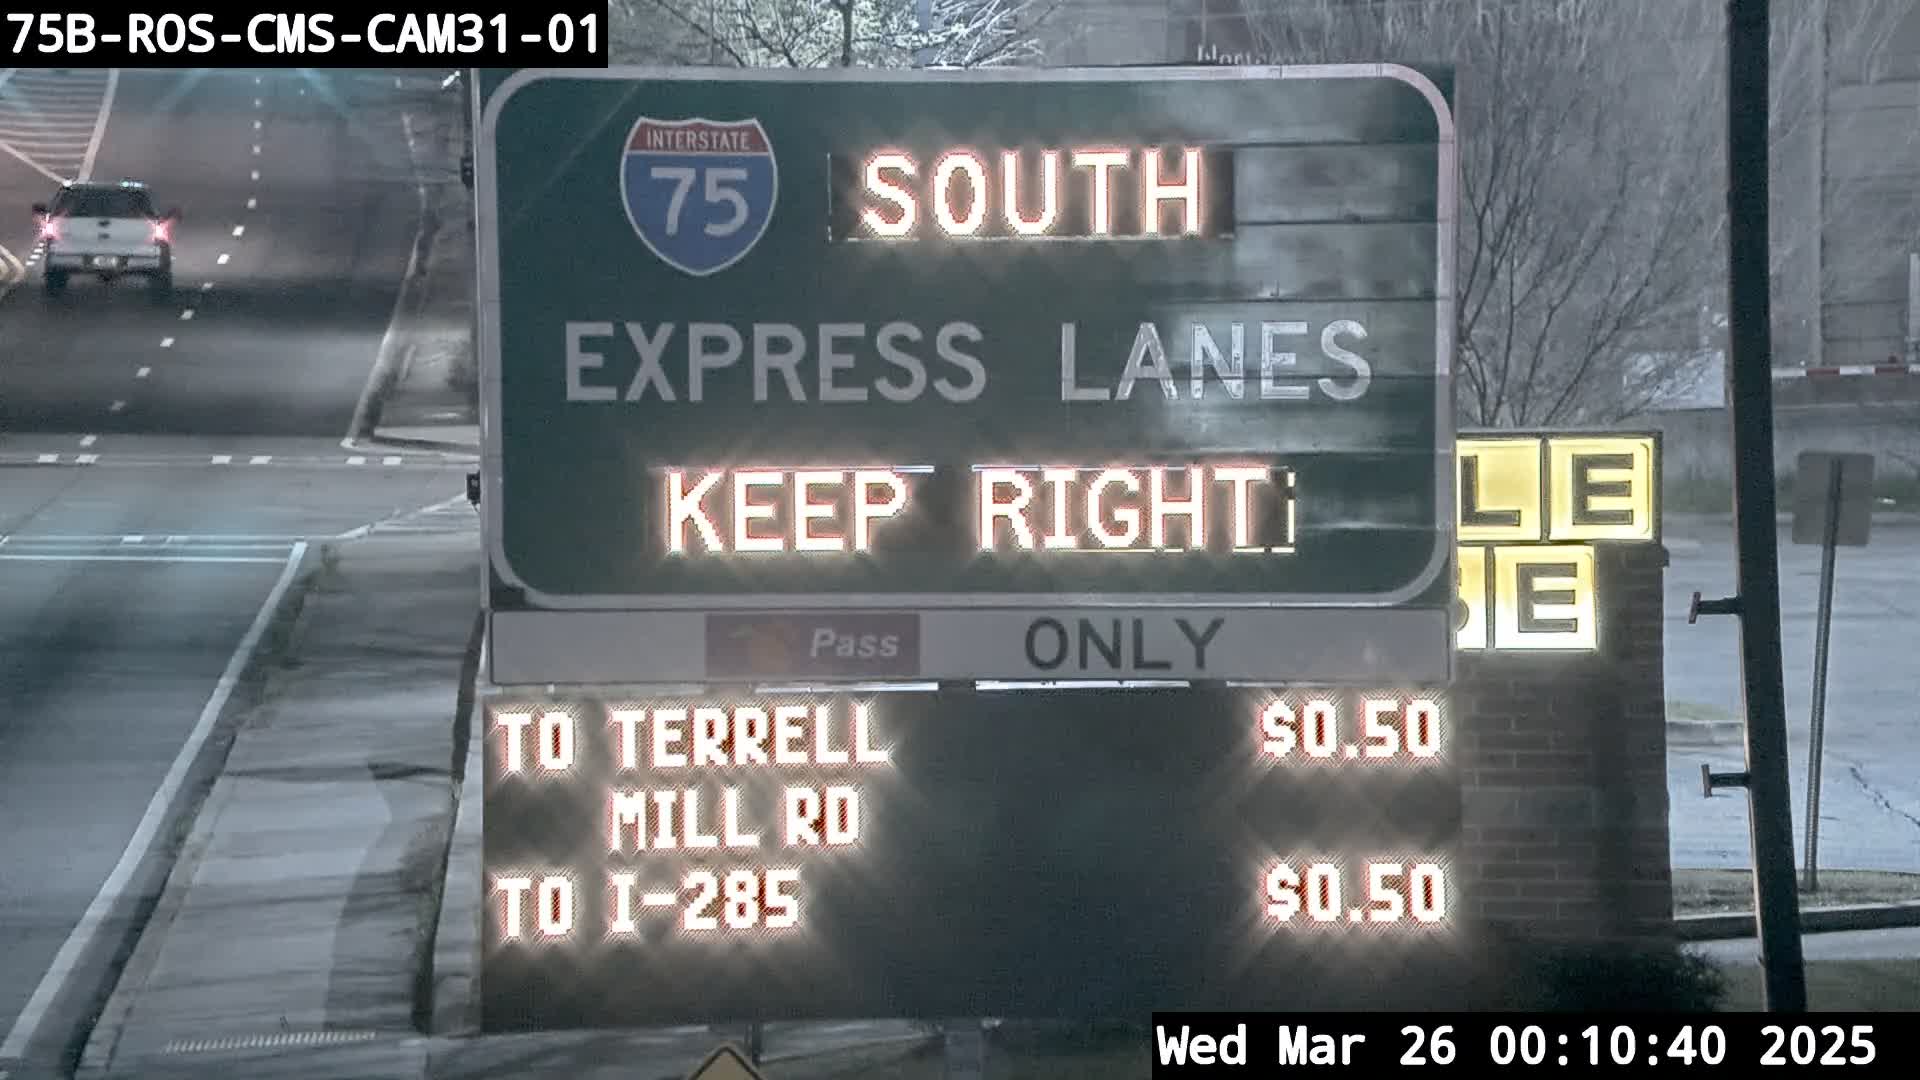 75B-ROS-CMS-CAM31-01
INTERSTATE
75
SOUTH
EXPRESS LANES
KEEP RIGHT
Pass ONLY
LE
E
TO TERRELL $0.50
MILL RD
TO I-285 $0.50
Wed Mar 26 00:10:40 2025